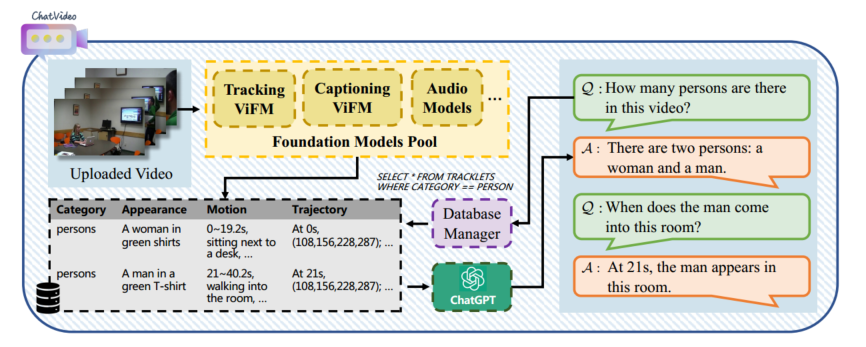 ChatVideo
Tracking
ViFM
Captioning
ViFM
Audio
Models
...
Foundation Models Pool
Uploaded Video
SELECT * FROM TRACKLETS
WHERE CATEGORY == PERSON
Category Appearance Motion Trajectory
persons A woman in 0~19.2s, At 0s,
green shirts sitting next to (108,156,228,287); ...
a desk, ...
persons A man in a 21~40.2s, At 21s,
green T-shirt walking into (108,156,228,287); ...
the room, ...
Database
Manager
ChatGPT
Q : How many persons are there
in this video?
A : There are two persons: a
woman and a man.
Q : When does the man come
into this room?
A : At 21s, the man appears in
this room.